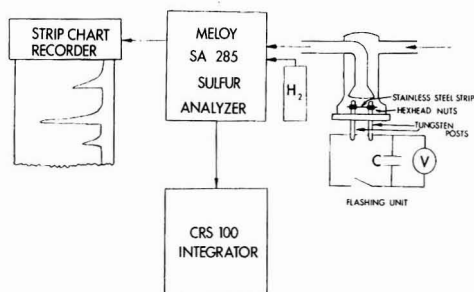 STRIP CHART
RECORDER
MELOY
SA 285
SULFUR
ANALYZER
H2
STAINLESS STEEL STRIP
HEXHEAD NUTS
TUNGSTEN
POSTS
C
V
FLASHING UNIT
CRS 100
INTEGRATOR